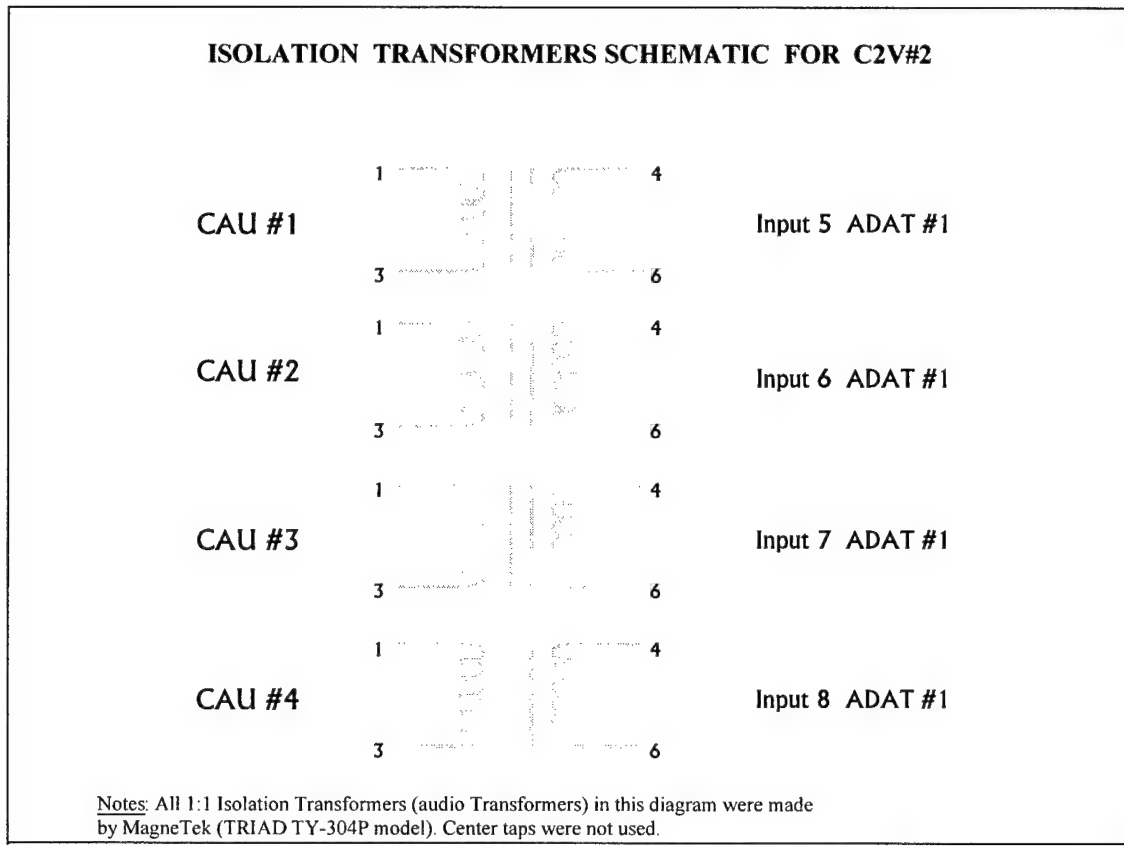 ISOLATION TRANSFORMERS SCHEMATIC FOR C2V#2
1 4
CAU #1 Input 5 ADAT #1
3 6
1 4
CAU #2 Input 6 ADAT #1
3 6
1 4
CAU #3 Input 7 ADAT #1
3 6
1 4
CAU #4 Input 8 ADAT #1
3 6
Notes: All 1:1 Isolation Transformers (audio Transformers) in this diagram were made
by MagneTek (TRIAD TY-304P model). Center taps were not used.